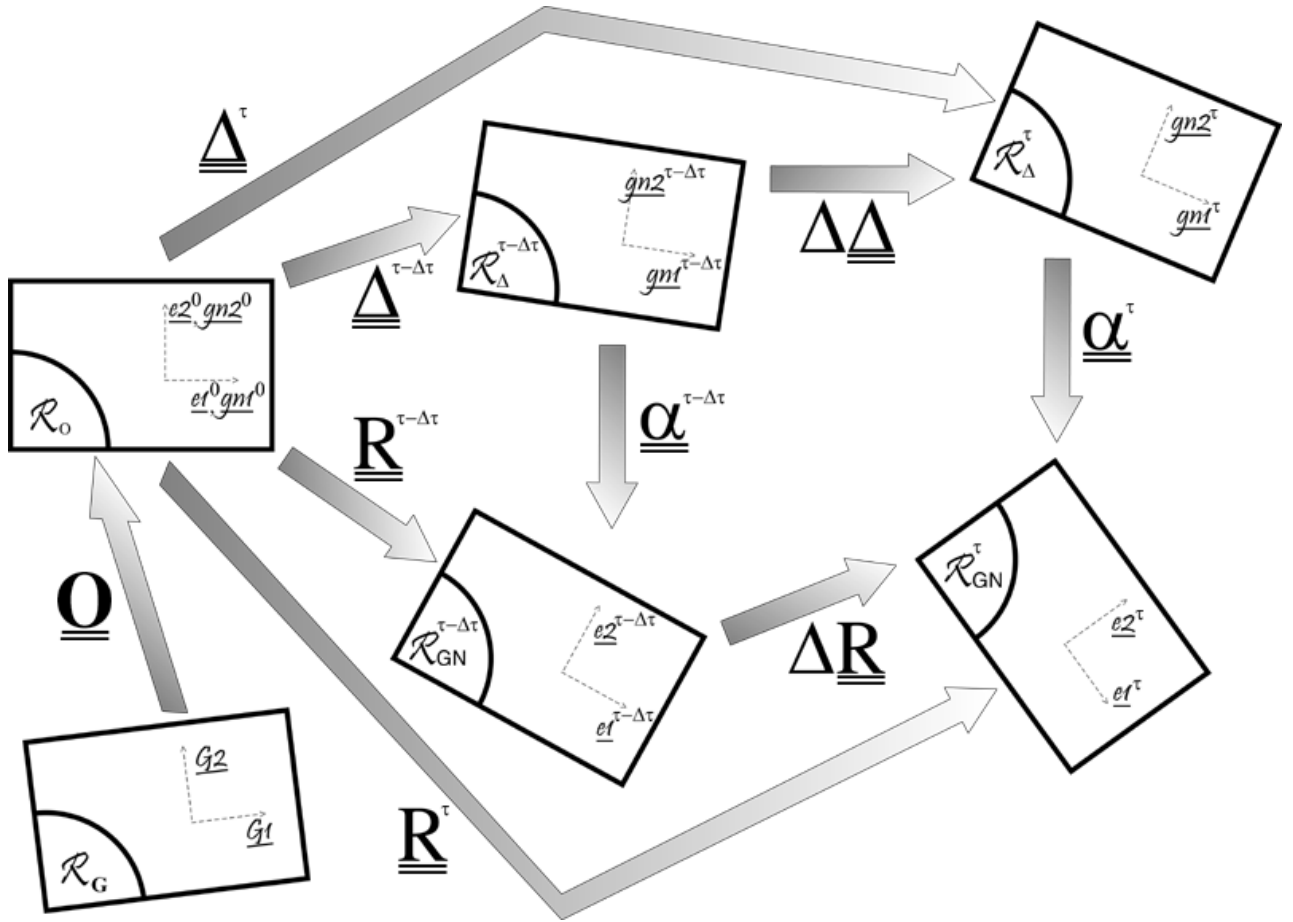 Δ^τ
gn2^τ
R_Δ^τ
gn1^τ
gn2^τ−Δτ
R_Δ^τ−Δτ
gn1^τ−Δτ
ΔΔ
Δ^τ−Δτ
e2^0, gn2^0
e1^0, gn1^0
R_O
α^τ
R^τ−Δτ
α^τ−Δτ
O
R_GN^τ−Δτ
e2^τ−Δτ
e1^τ−Δτ
ΔR
R_GN^τ
e2^τ
e1^τ
G2
G1
R_G
R^τ